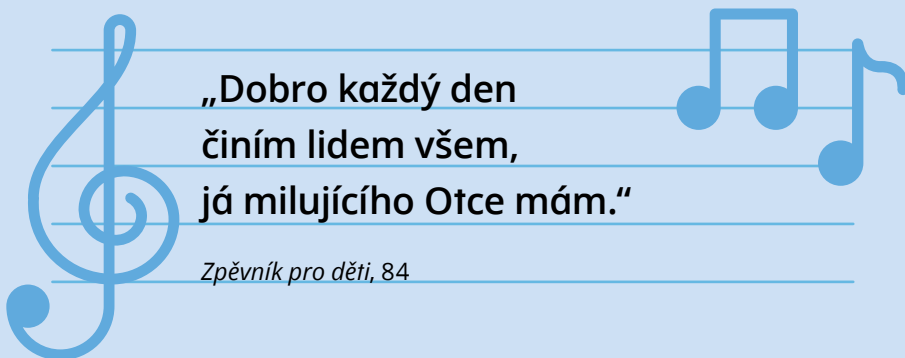 „Dobro každý den
činím lidem všem,
já milujícího Otce mám.“
Zpěvník pro děti, 84